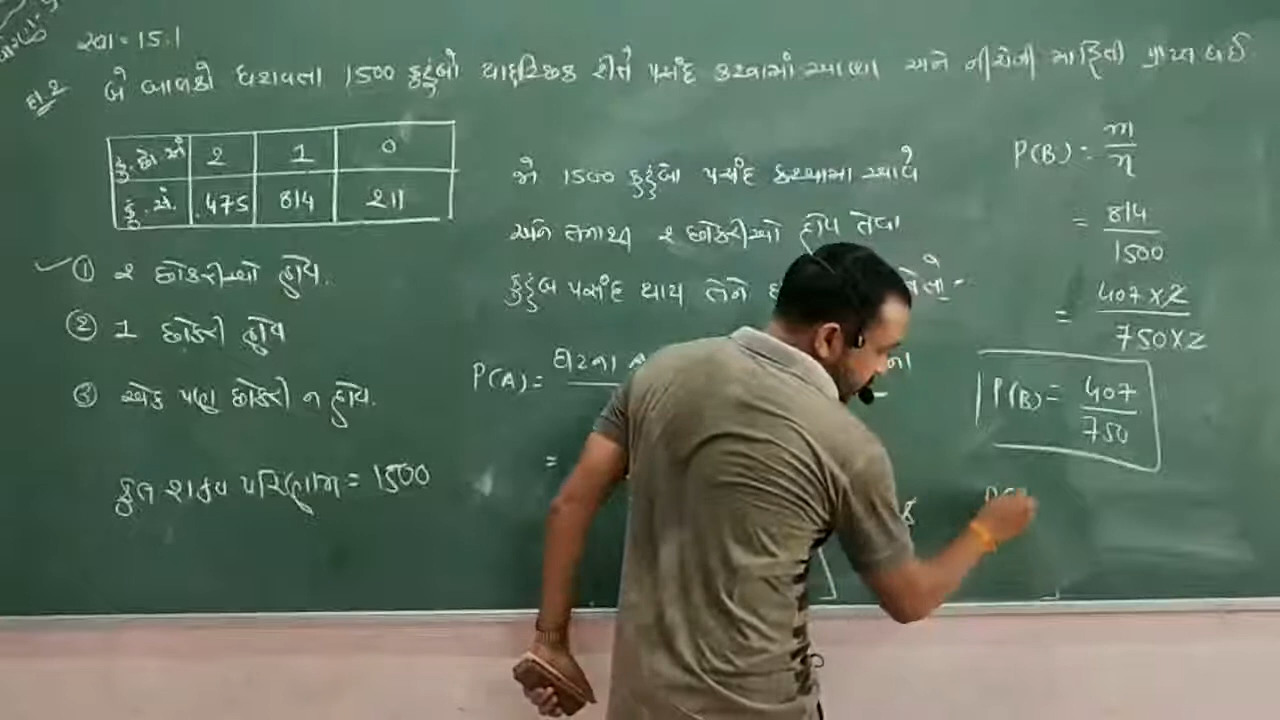 સ્વા = 15.1
દા.2 બે બાળકો ધરાવતા 1500 કુટુંબો યાદચ્છિક રીતે પસંદ કરવામાં આવ્યા અને નીચેની માહિતી પ્રાપ્ત થઈ
કુ. છો. સં 2 1 0
કુ. સં. 475 814 211
① 2 છોકરીઓ હોય.
② 1 છોકરી હોય
③ એક પણ છોકરી ન હોય.
કુલ શક્ય પરિણામ = 1500
જો 1500 કુટુંબો પસંદ કરવામાં આવે
અને તેમાંથી 2 છોકરીઓ હોય તેવા
કુટુંબ પસંદ થાય તેને
P(A) = ઘટના
=
P(B) = m/n
= 814/1500
= 407×2/750×2
P(B) = 407/750